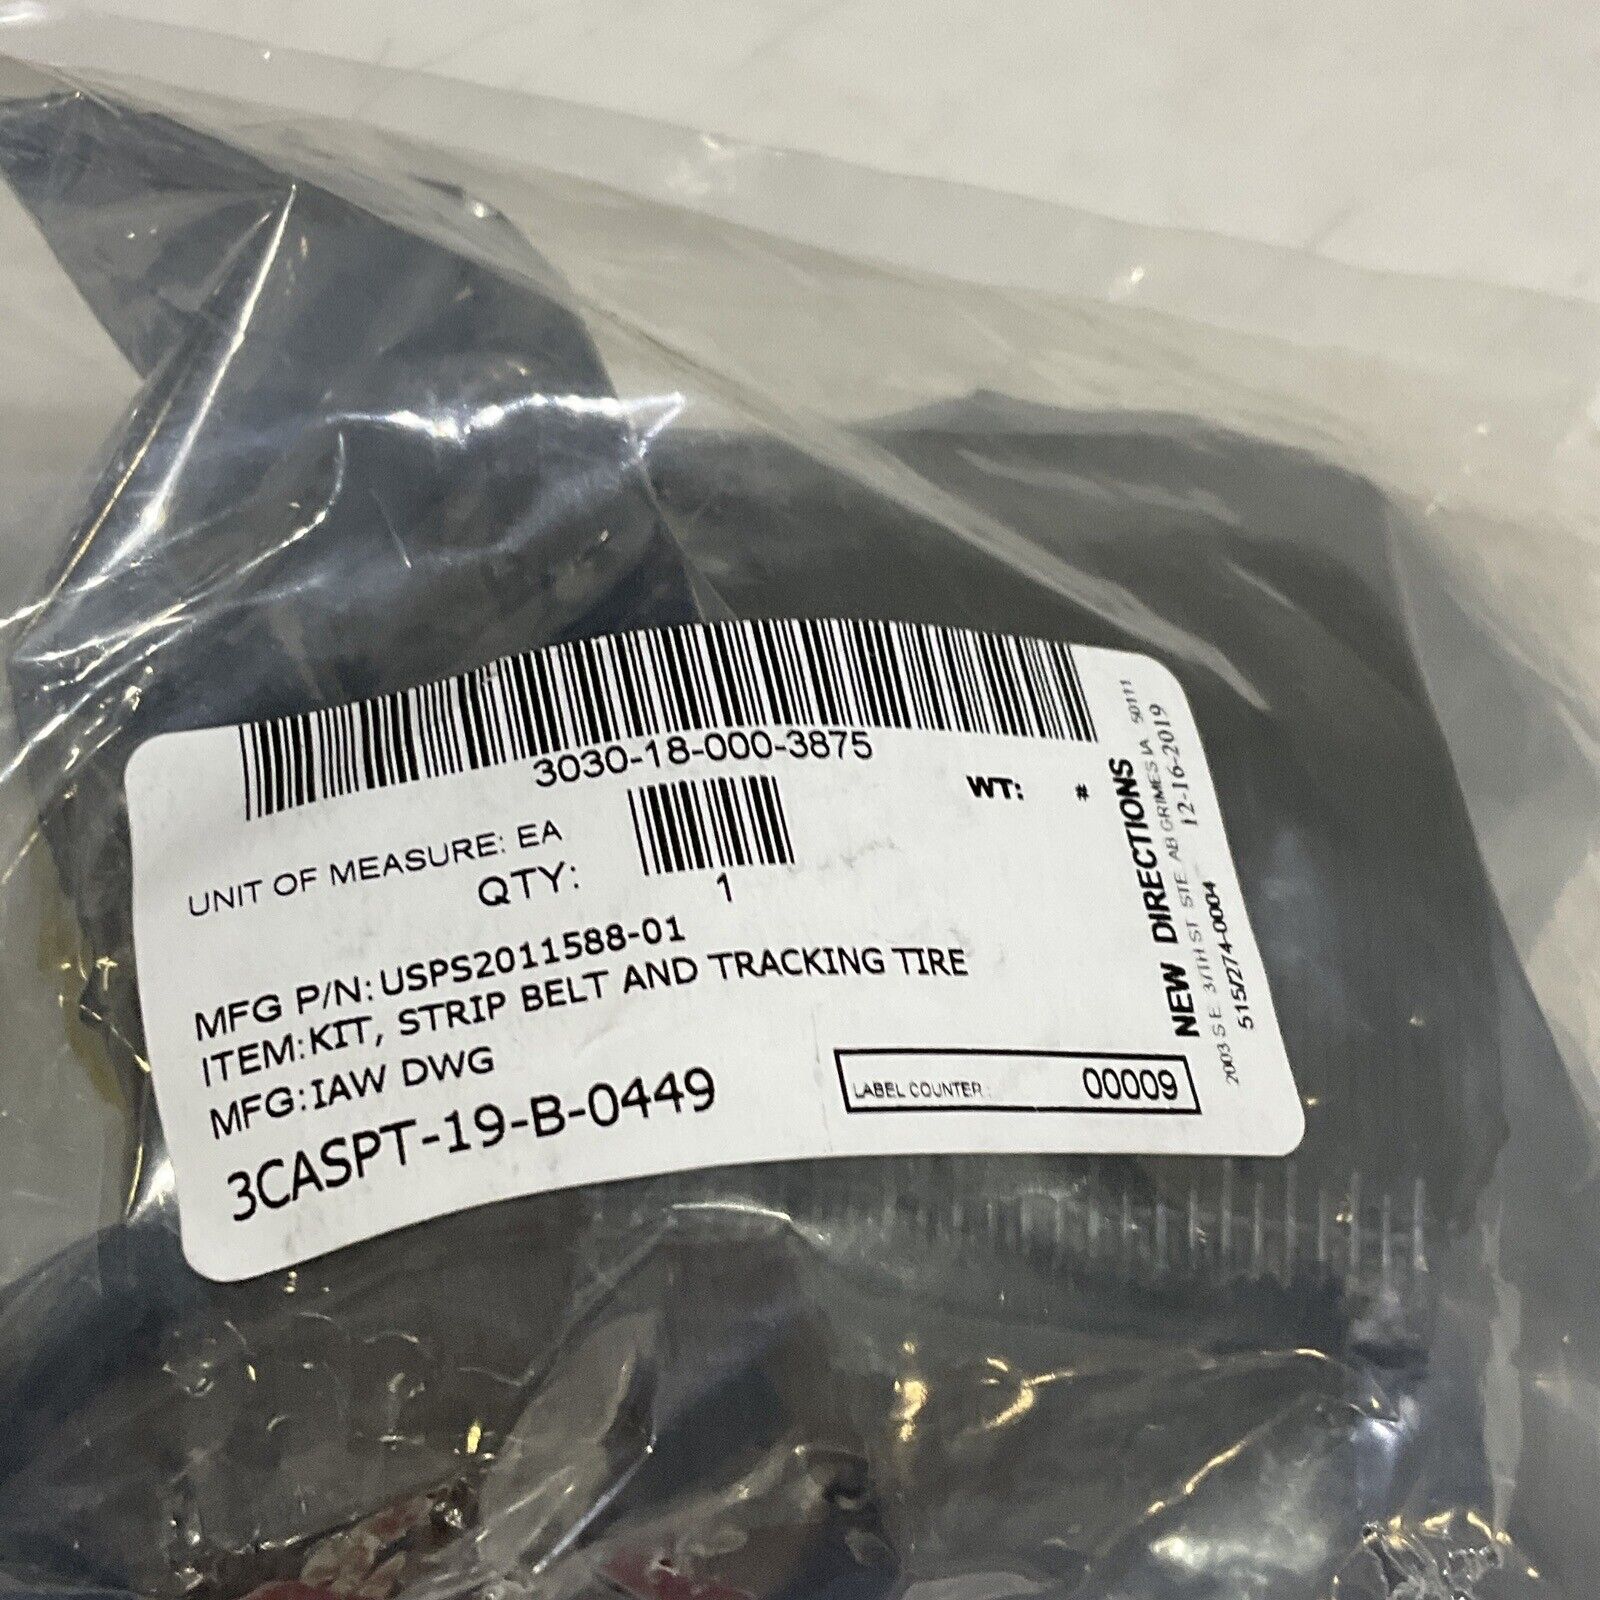 3030-18-000-3875
UNIT OF MEASURE: EA
WT: #
QTY: 1
MFG P/N: USPS2011588-01
ITEM:KIT, STRIP BELT AND TRACKING TIRE
MFG:IAW DWG
3CASPT-19-B-0449
LABEL COUNTER: 00009
NEW DIRECTIONS
2003 S E 37TH ST STE AB GRIMES IA 50111
515/274-0004 12-16-2019